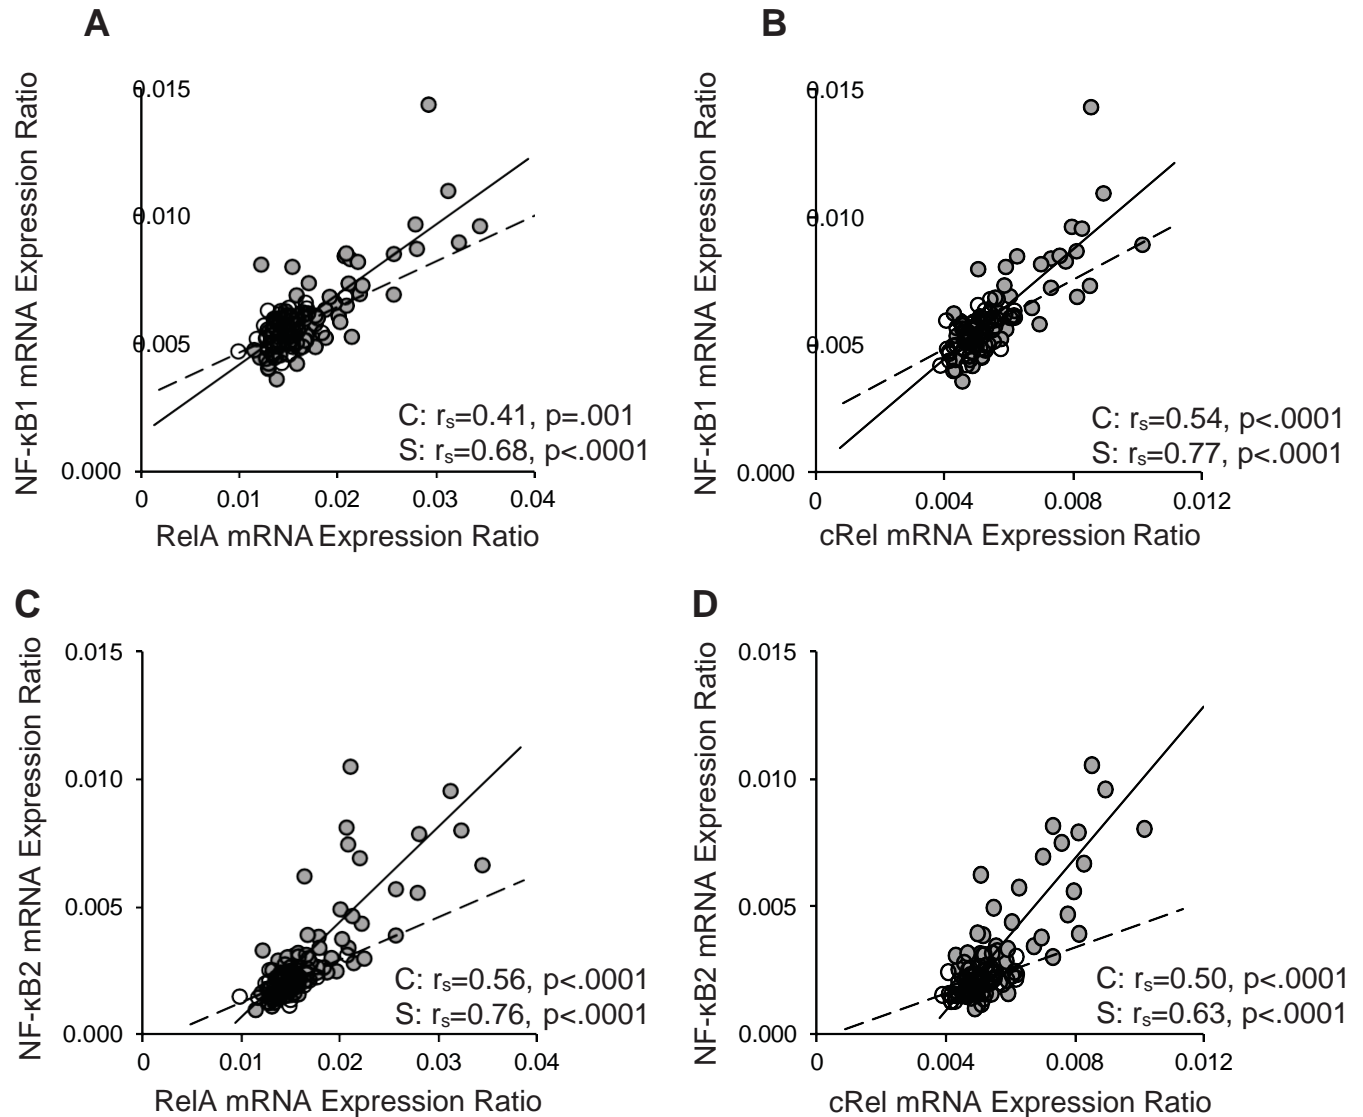 A
NF-κB1 mRNA Expression Ratio
0.015
0.010
0.005
0.000
C: rs=0.41, p=.001
S: rs=0.68, p<.0001
0 0.01 0.02 0.03 0.04
RelA mRNA Expression Ratio
B
NF-κB1 mRNA Expression Ratio
0.015
0.010
0.005
0.000
C: rs=0.54, p<.0001
S: rs=0.77, p<.0001
0 0.004 0.008 0.012
cRel mRNA Expression Ratio
C
NF-κB2 mRNA Expression Ratio
0.015
0.010
0.005
0.000
C: rs=0.56, p<.0001
S: rs=0.76, p<.0001
0 0.01 0.02 0.03 0.04
RelA mRNA Expression Ratio
D
NF-κB2 mRNA Expression Ratio
0.015
0.010
0.005
0.000
C: rs=0.50, p<.0001
S: rs=0.63, p<.0001
0 0.004 0.008 0.012
cRel mRNA Expression Ratio